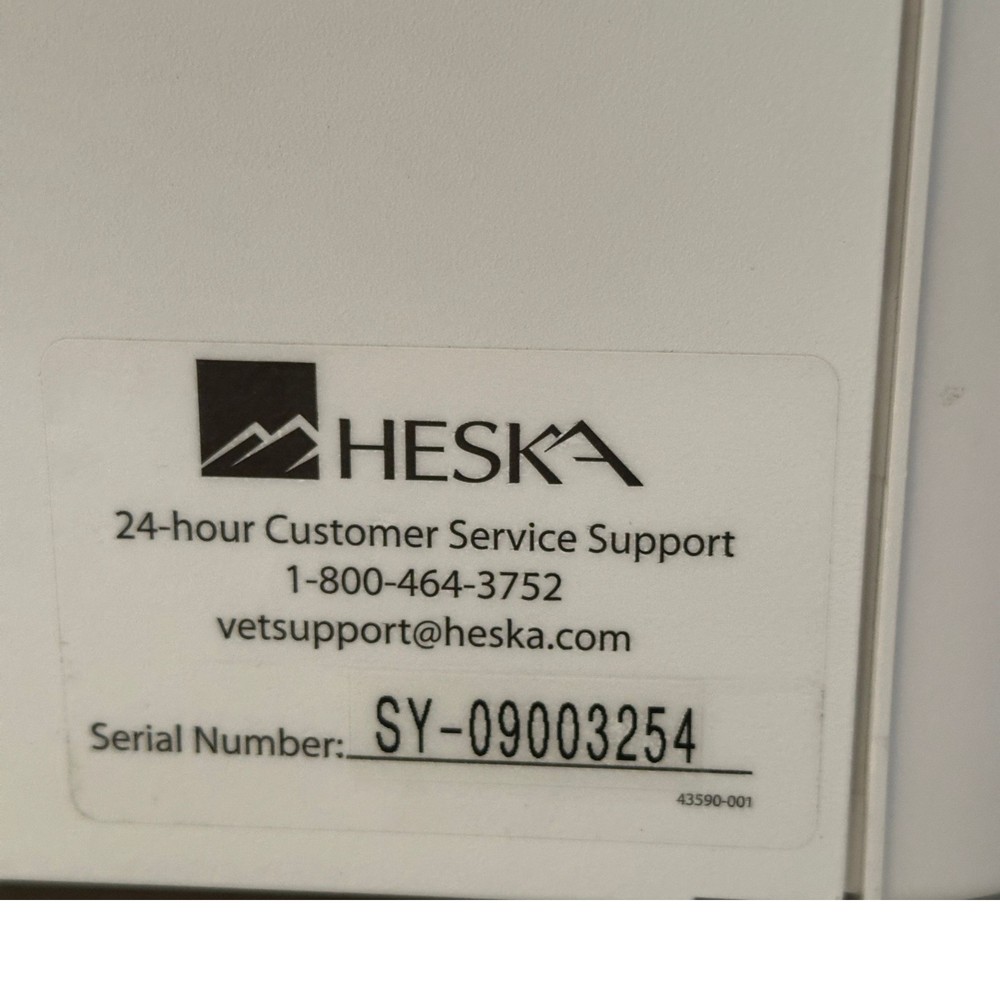 HESKA
24-hour Customer Service Support
1-800-464-3752
vetsupport@heska.com
Serial Number: SY-09003254
43590-001